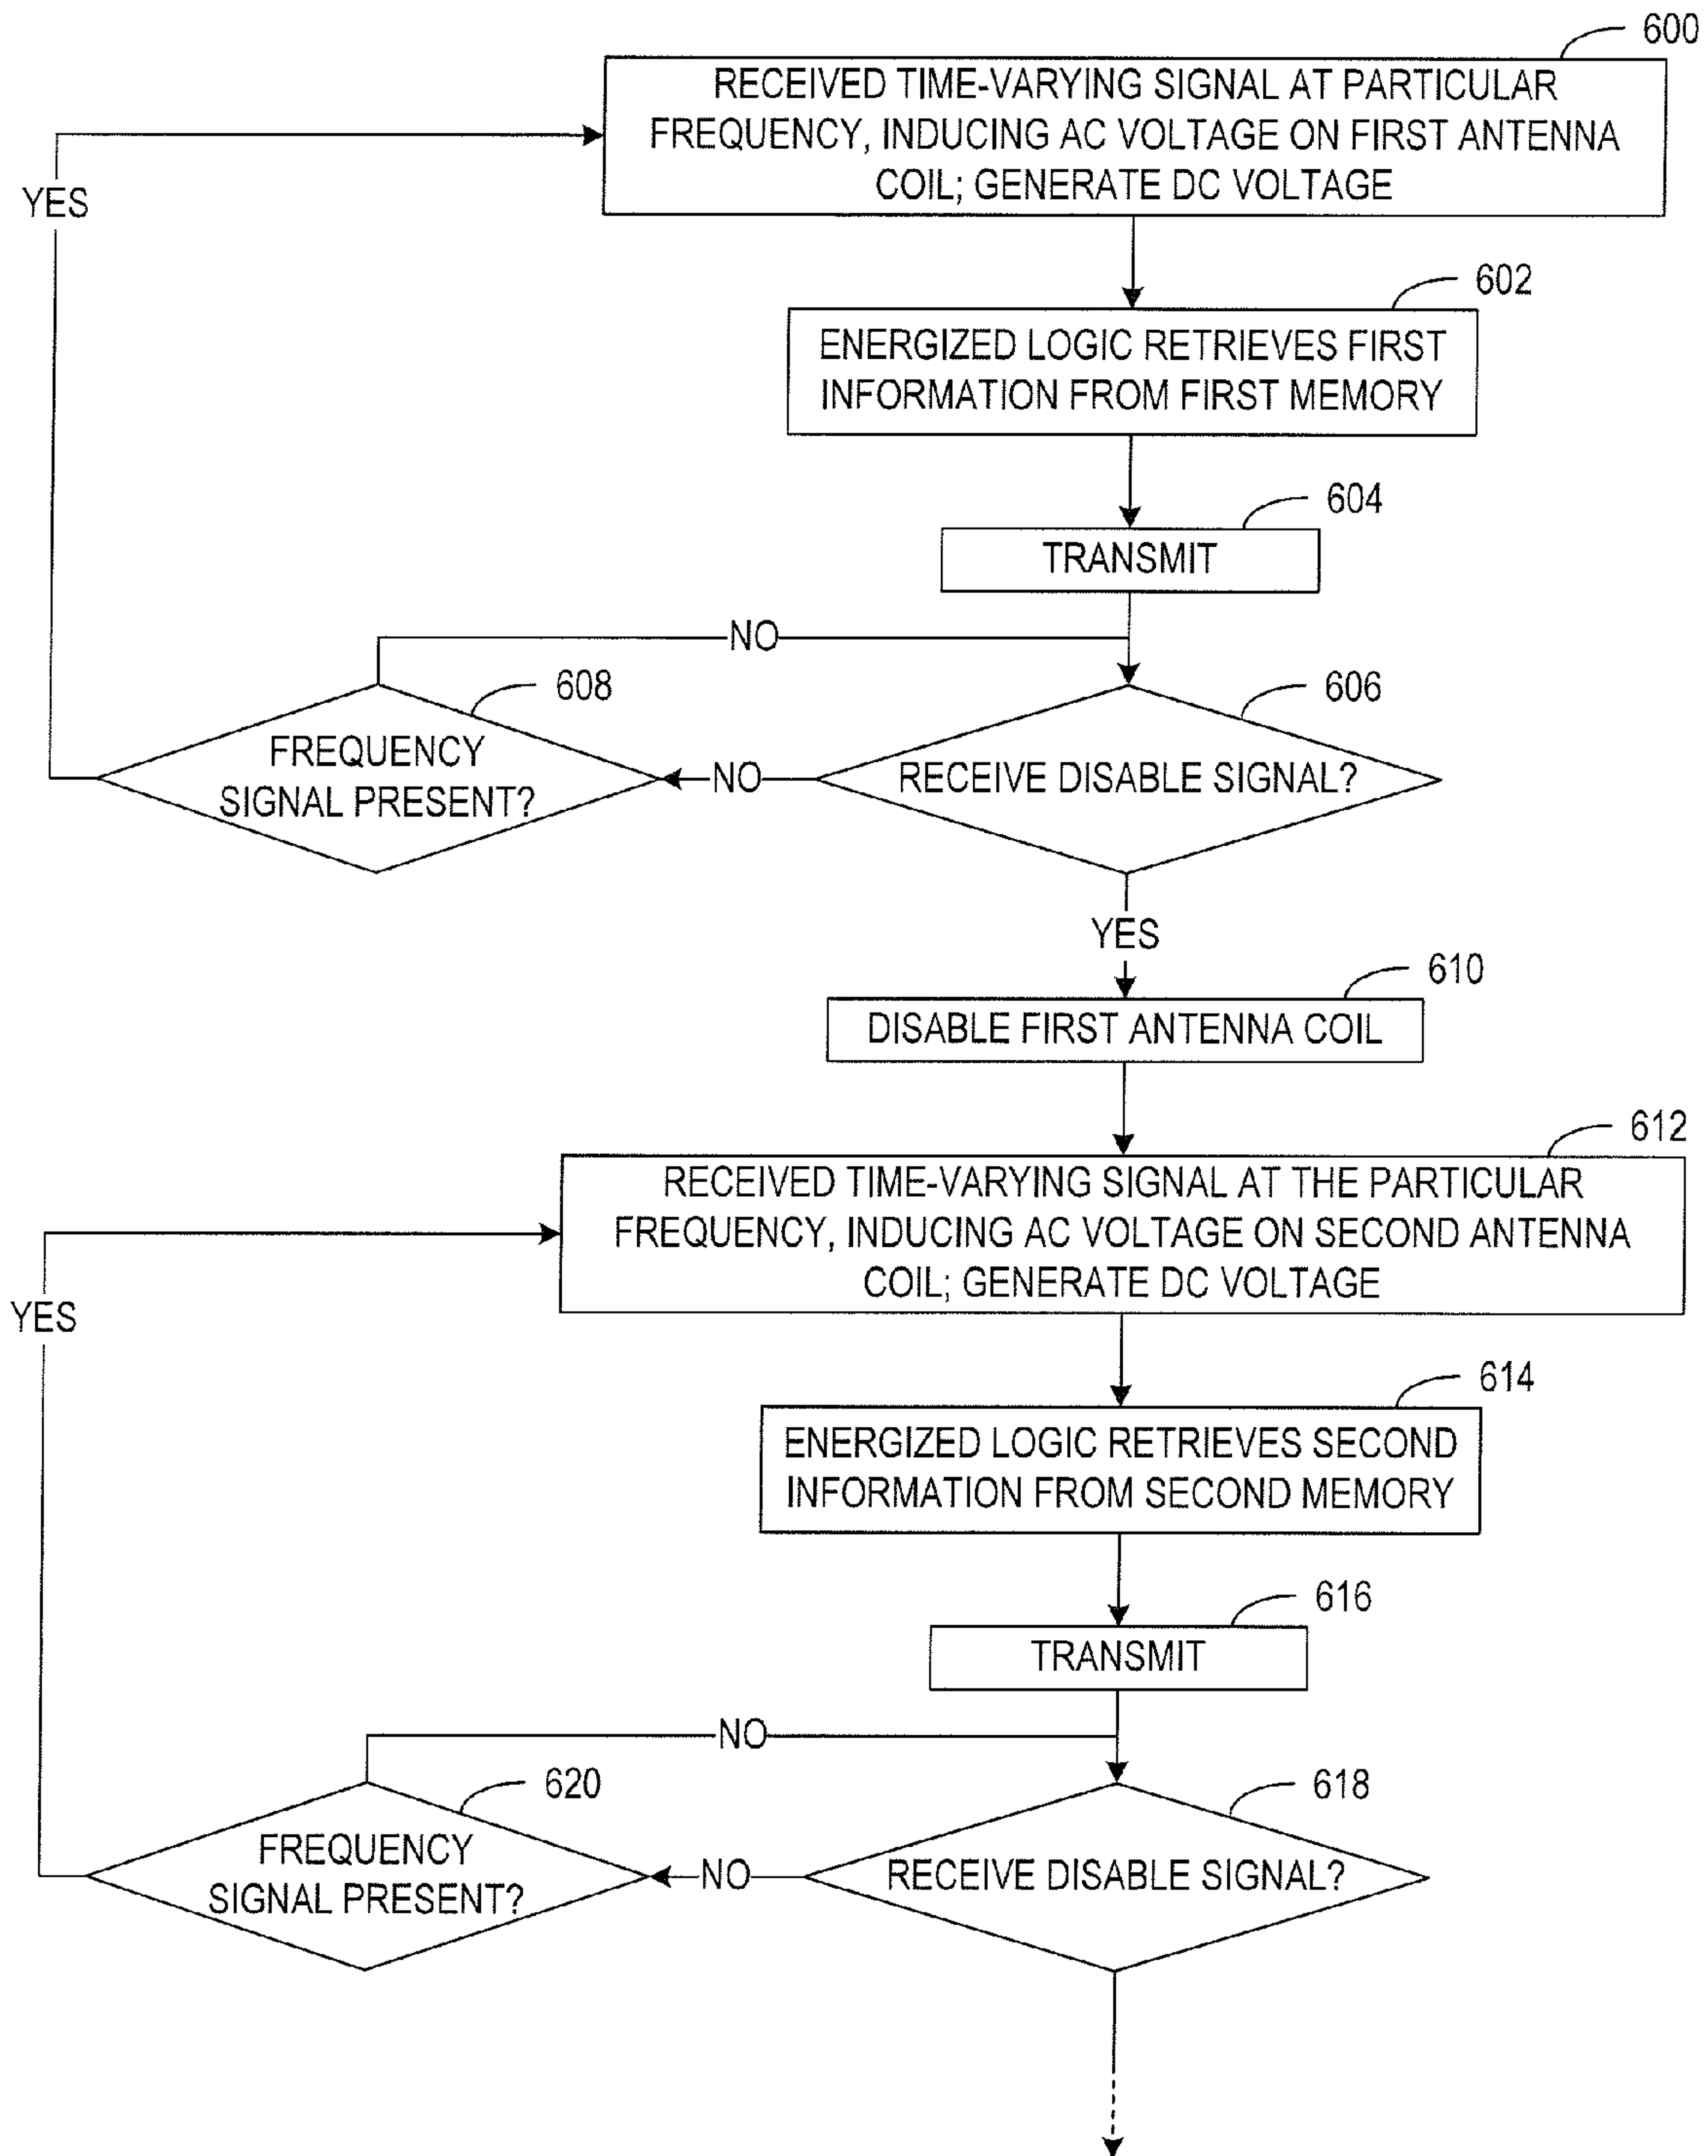 600
RECEIVED TIME-VARYING SIGNAL AT PARTICULAR
FREQUENCY, INDUCING AC VOLTAGE ON FIRST ANTENNA
COIL; GENERATE DC VOLTAGE
YES
602
ENERGIZED LOGIC RETRIEVES FIRST
INFORMATION FROM FIRST MEMORY
604
TRANSMIT
NO
608
606
FREQUENCY
SIGNAL PRESENT?
NO
RECEIVE DISABLE SIGNAL?
YES
610
DISABLE FIRST ANTENNA COIL
612
RECEIVED TIME-VARYING SIGNAL AT THE PARTICULAR
FREQUENCY, INDUCING AC VOLTAGE ON SECOND ANTENNA
COIL; GENERATE DC VOLTAGE
YES
614
ENERGIZED LOGIC RETRIEVES SECOND
INFORMATION FROM SECOND MEMORY
616
TRANSMIT
NO
620
618
FREQUENCY
SIGNAL PRESENT?
NO
RECEIVE DISABLE SIGNAL?